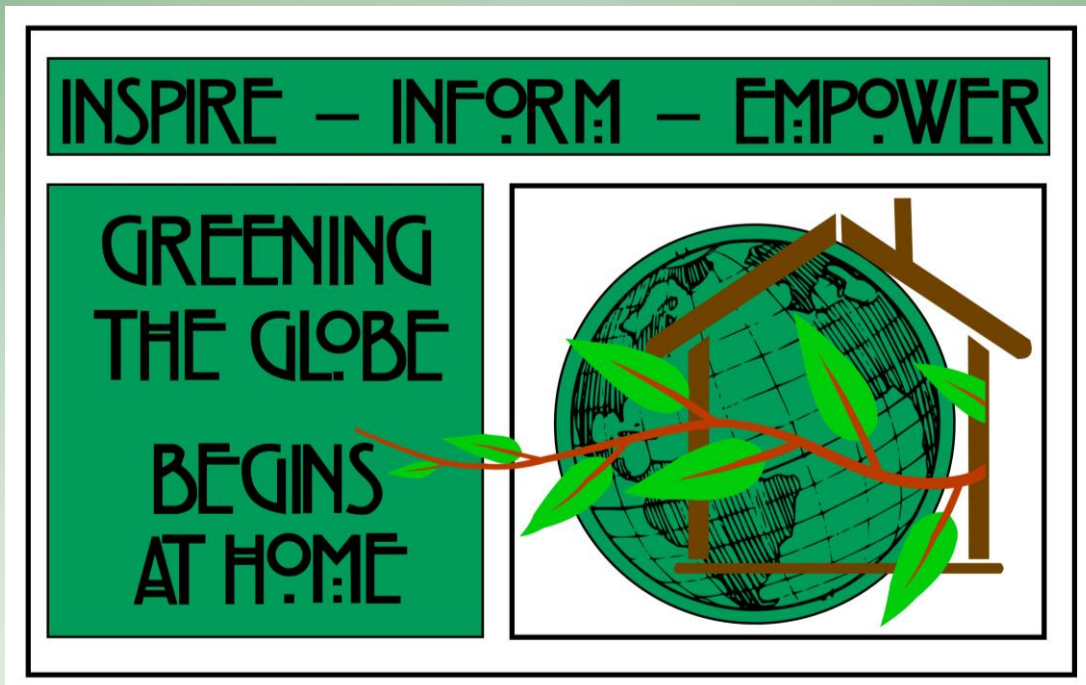 INSPIRE – INFORM – EMPOWER
GREENING
THE GLOBE
BEGINS
AT HOME